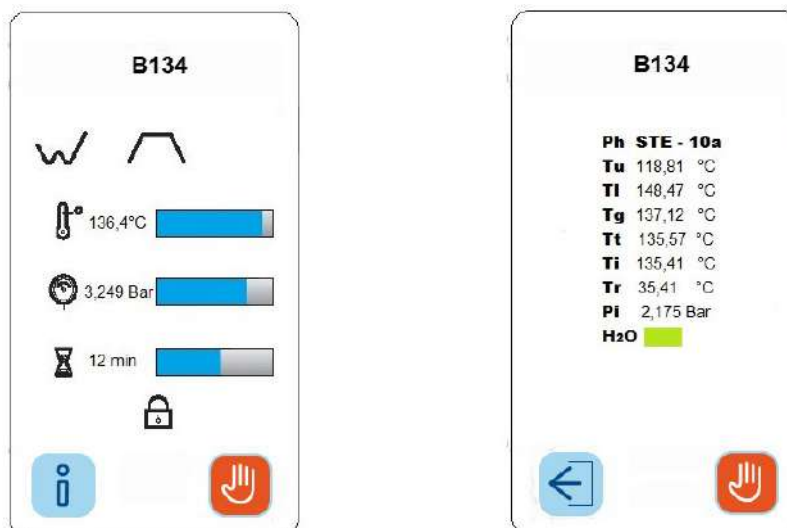 B134
136,4°C
3,249 Bar
12 min
B134
Ph STE - 10a
Tu 118,81 °C
Tl 148,47 °C
Tg 137,12 °C
Tt 135,57 °C
Ti 135,41 °C
Tr 35,41 °C
Pi 2,175 Bar
H2O